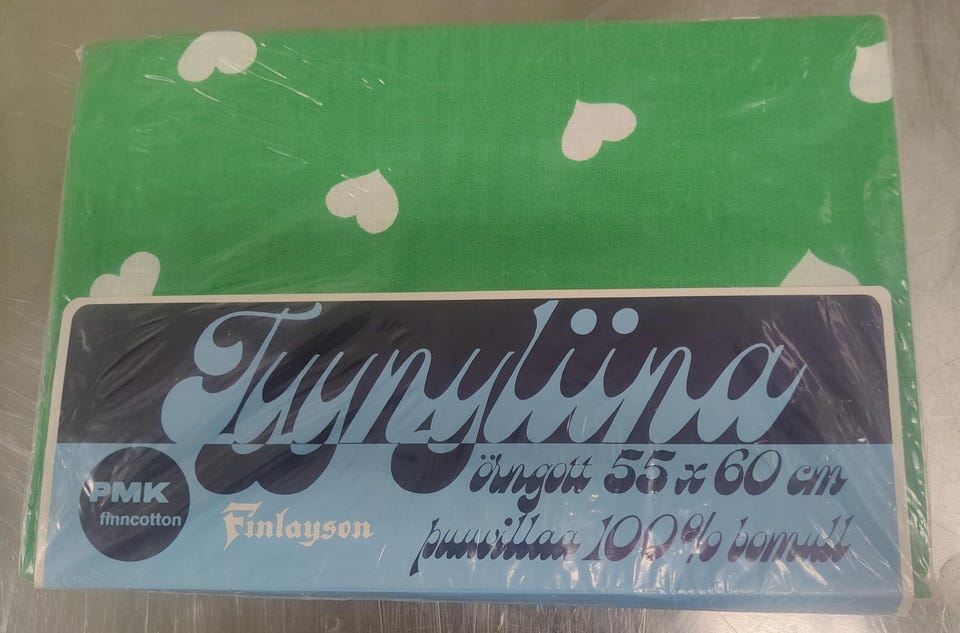 Tyynyliina
örngott 55 x 60 cm
PMK
finncotton
Finlayson
puuvillaa 100% bomull